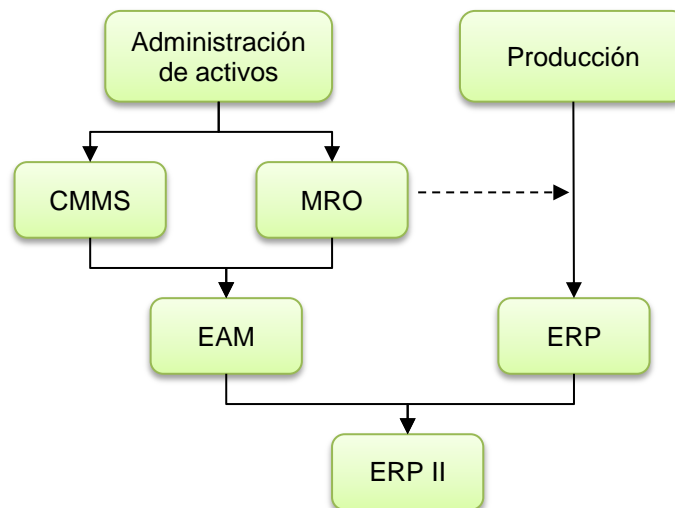 Administración
de activos
Producción
CMMS
MRO
EAM
ERP
ERP II